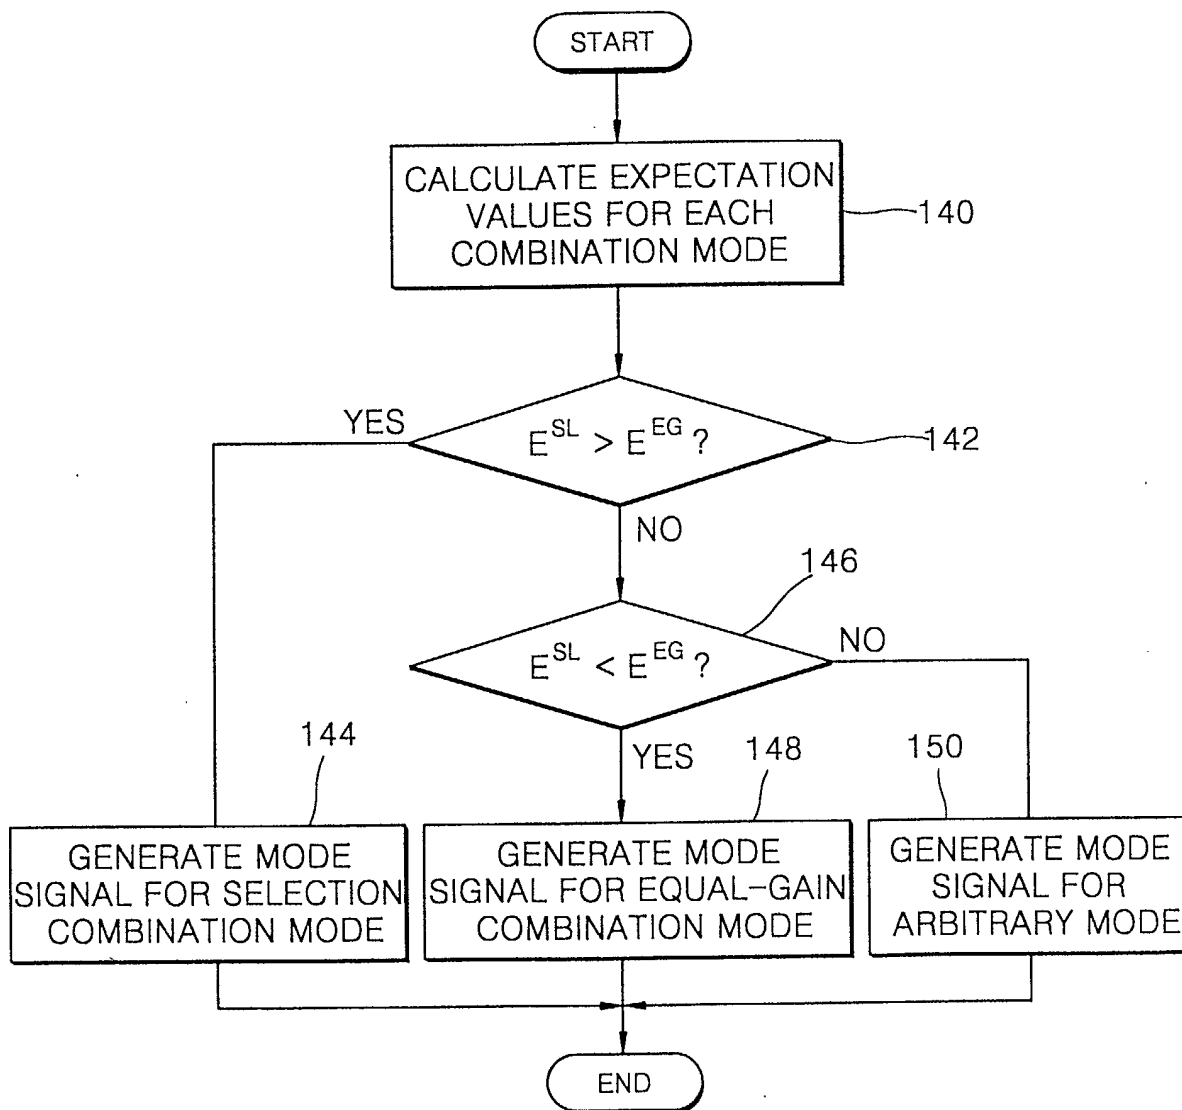 START
CALCULATE EXPECTATION
VALUES FOR EACH
COMBINATION MODE
140
YES
E^SL > E^EG ?
142
NO
146
E^SL < E^EG ?
NO
YES
144
148
150
GENERATE MODE
SIGNAL FOR SELECTION
COMBINATION MODE
GENERATE MODE
SIGNAL FOR EQUAL-GAIN
COMBINATION MODE
GENERATE MODE
SIGNAL FOR
ARBITRARY MODE
END